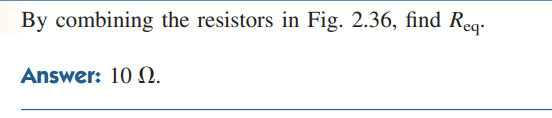 By combining the resistors in Fig. 2.36, find Req.
Answer: 10 Ω.